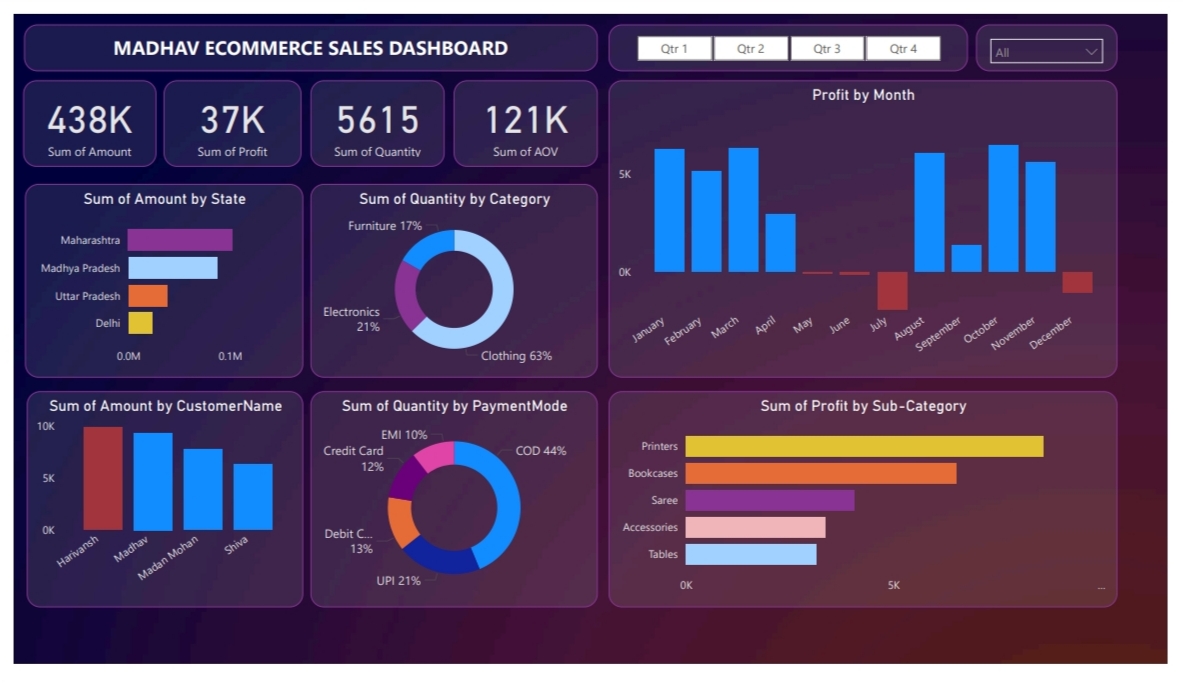 MADHAV ECOMMERCE SALES DASHBOARD
Qtr 1
Qtr 2
Qtr 3
Qtr 4
All
438K
Sum of Amount
37K
Sum of Profit
5615
Sum of Quantity
121K
Sum of AOV
Profit by Month
5K
0K
January
February
March
April
May
June
July
August
September
October
November
December
Sum of Amount by State
Maharashtra
Madhya Pradesh
Uttar Pradesh
Delhi
0.0M
0.1M
Sum of Quantity by Category
Furniture 17%
Electronics
21%
Clothing 63%
Sum of Amount by CustomerName
10K
5K
0K
Harivansh
Madhav
Madan Mohan
Shiva
Sum of Quantity by PaymentMode
EMI 10%
Credit Card
12%
COD 44%
Debit C...
13%
UPI 21%
Sum of Profit by Sub-Category
Printers
Bookcases
Saree
Accessories
Tables
0K
5K
...